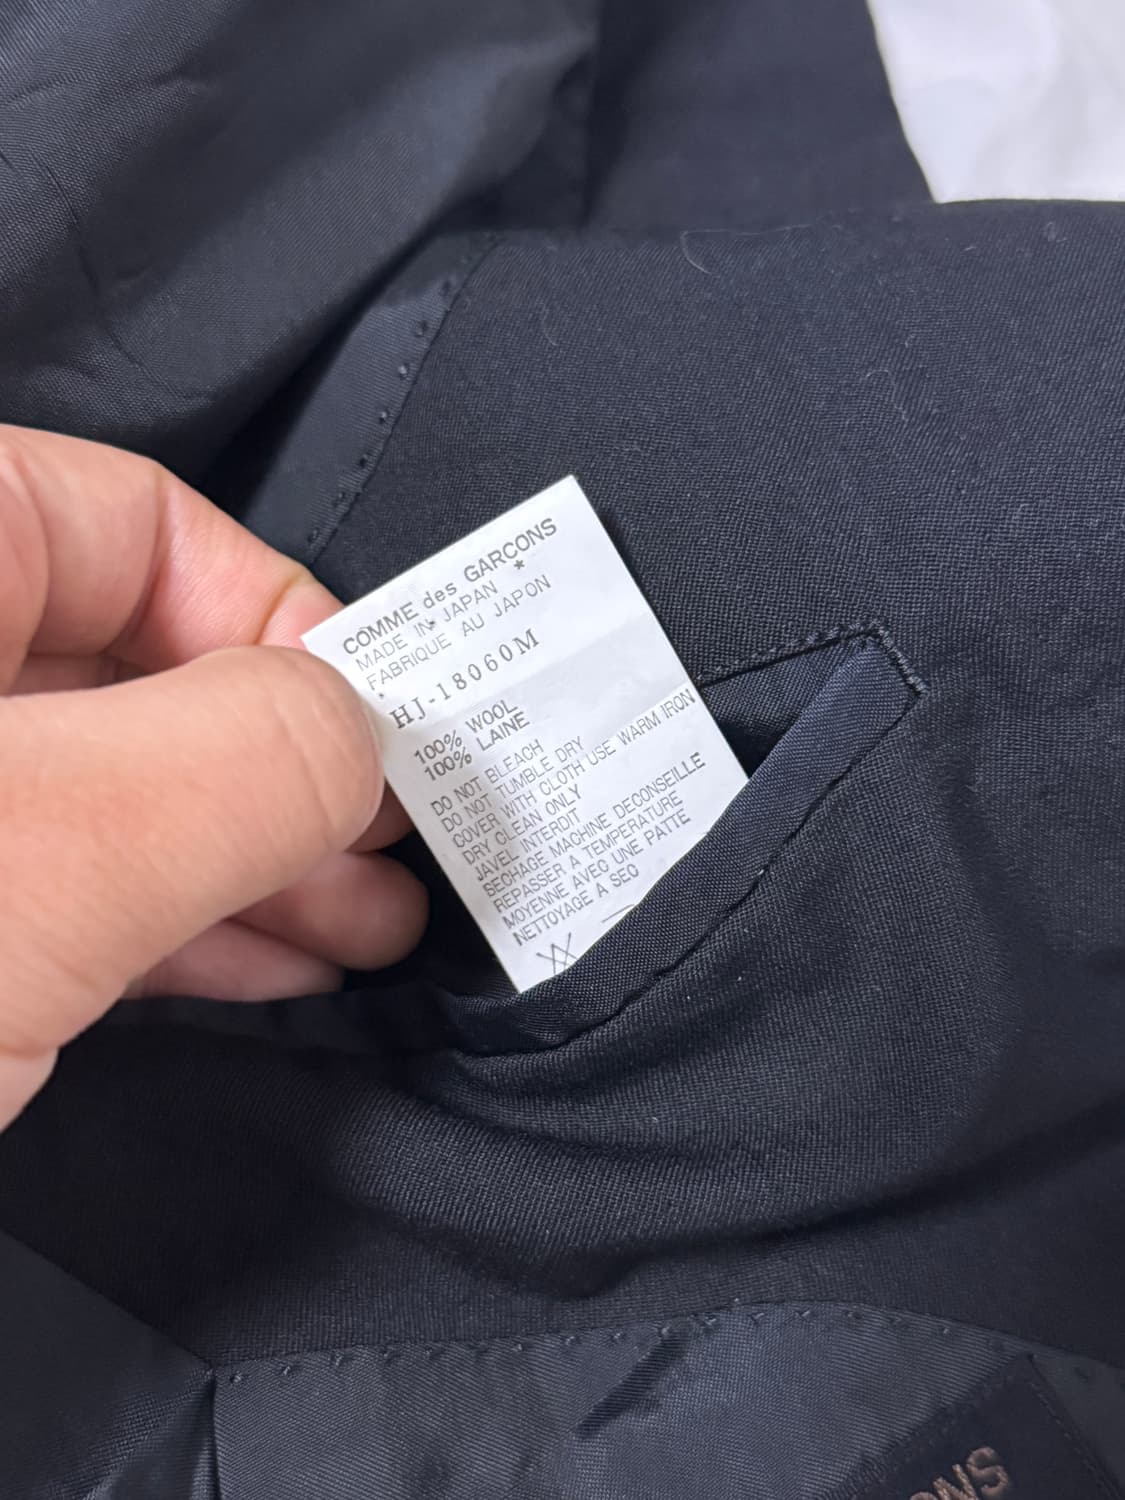 COMME des GARÇONS
MADE IN JAPAN *
FABRIQUE AU JAPON
HJ-18060M
100% WOOL
100% LAINE
DO NOT BLEACH
DO NOT TUMBLE DRY
COVER WITH CLOTH USE WARM IRON
DRY CLEAN ONLY
JAVEL INTERDIT
SECHAGE MACHINE DECONSEILLE
REPASSER A TEMPERATURE
MOYENNE AVEC UNE PATTE
NETTOYAGE A SEC